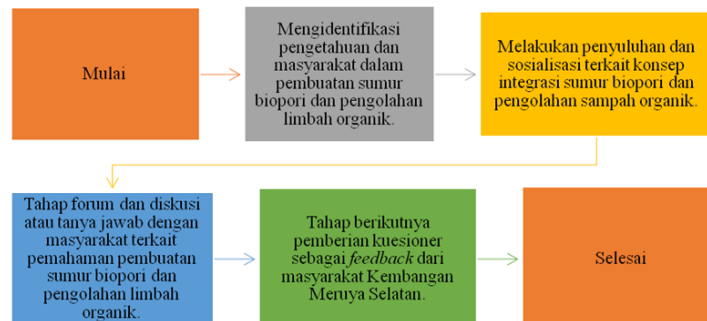 Mulai
Mengidentifikasi
pengetahuan dan
masyarakat dalam
pembuatan sumur
biopori dan pengolahan
limbah organik.
Melakukan penyuluhan dan
sosialisasi terkait konsep
integrasi sumur biopori dan
pengolahan sampah organik.
Tahap forum dan diskusi
atau tanya jawab dengan
masyarakat terkait
pemahaman pembuatan
sumur biopori dan
pengolahan limbah
organik.
Tahap berikutnya
pemberian kuesioner
sebagai feedback dari
masyarakat Kembangan
Meruya Selatan.
Selesai